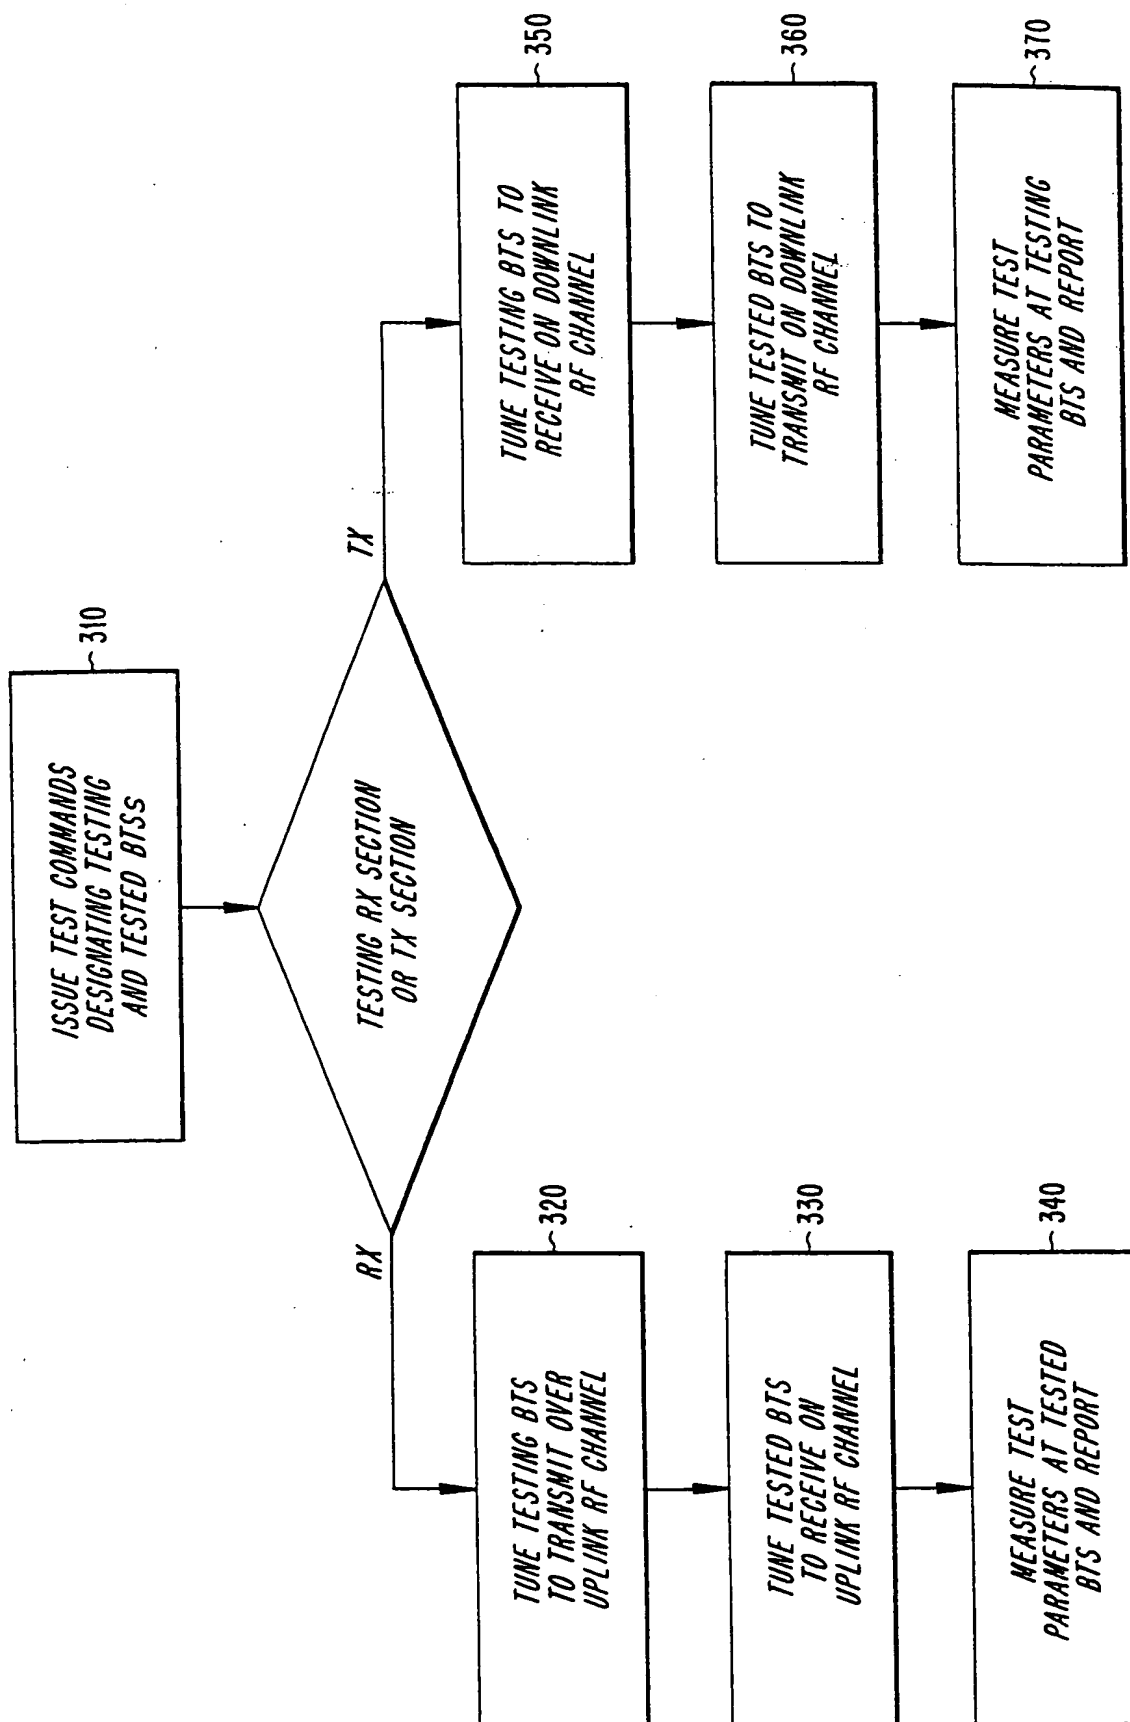 ISSUE TEST COMMANDS
DESIGNATING TESTING
AND TESTED BTSs
310
TESTING RX SECTION
OR TX SECTION
RX
TX
TUNE TESTING BTS
TO TRANSMIT OVER
UPLINK RF CHANNEL
320
TUNE TESTED BTS
TO RECEIVE ON
UPLINK RF CHANNEL
330
MEASURE TEST
PARAMETERS AT TESTED
BTS AND REPORT
340
TUNE TESTING BTS TO
RECEIVE ON DOWNLINK
RF CHANNEL
350
TUNE TESTED BTS TO
TRANSMIT ON DOWNLINK
RF CHANNEL
360
MEASURE TEST
PARAMETERS AT TESTING
BTS AND REPORT
370